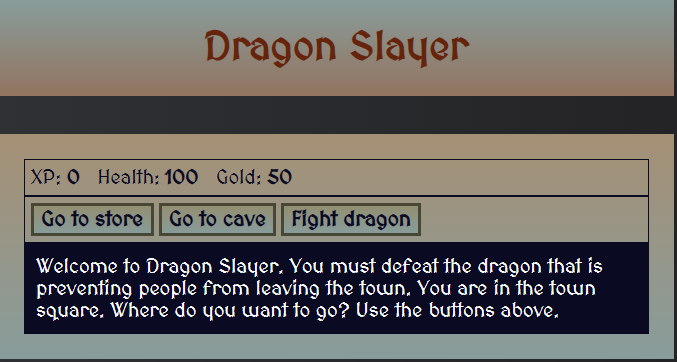 Dragon Slayer
XP: 0 Health: 100 Gold: 50
Go to store Go to cave Fight dragon
Welcome to Dragon Slayer. You must defeat the dragon that is
preventing people from leaving the town. You are in the town
square. Where do you want to go? Use the buttons above.